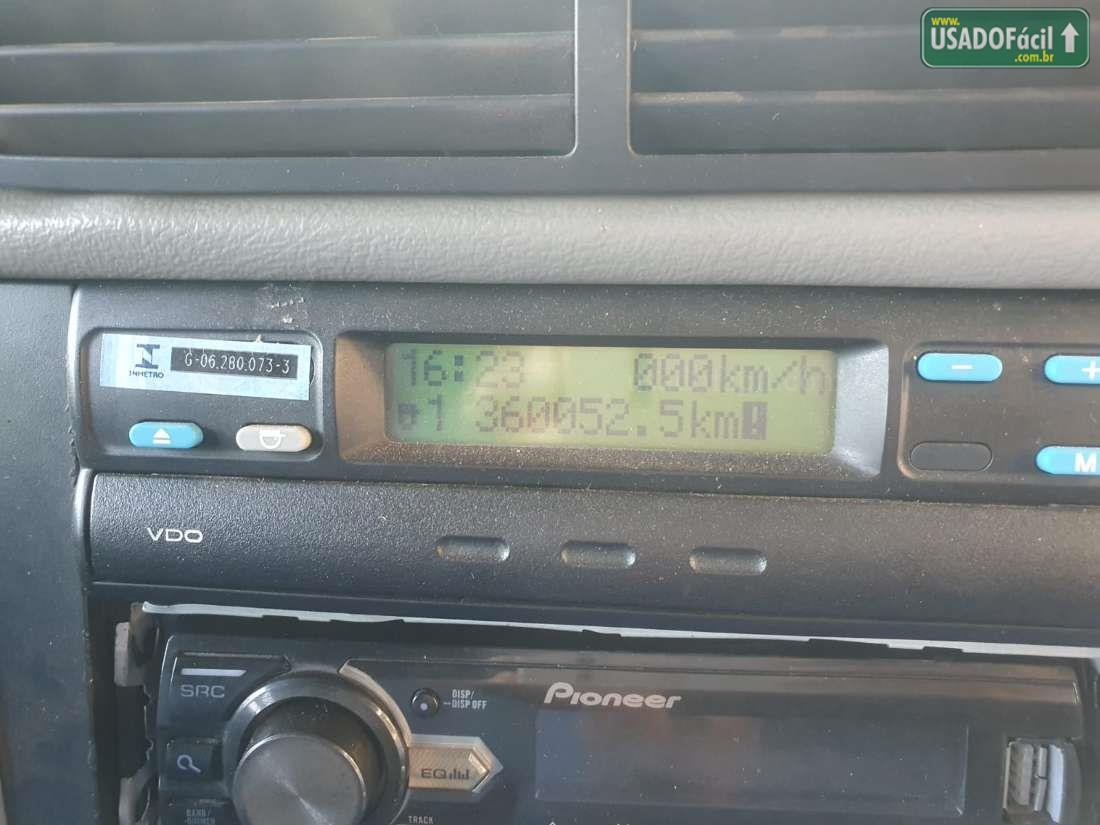 www.
USADOFácil
.com.br
INMETRO
G-06.280.073-3
16:23 000km/h
1 360052.5km!
−
+
M
VDO
SRC
DISP/
DISP OFF
Pioneer
EQ
BAND/
TRACK